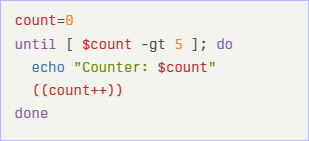 count=0
until [ $count -gt 5 ]; do
  echo "Counter: $count"
  ((count++))
done